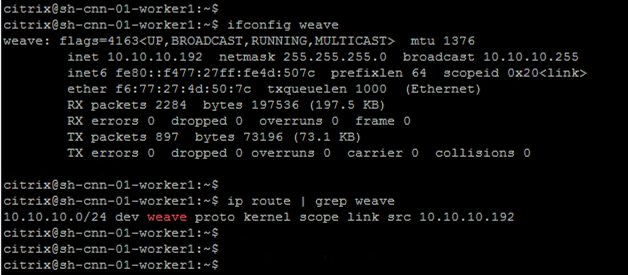 citrix@sh-cnn-01-worker1:~$
citrix@sh-cnn-01-worker1:~$ ifconfig weave
weave: flags=4163<UP,BROADCAST,RUNNING,MULTICAST>  mtu 1376
        inet 10.10.10.192  netmask 255.255.255.0  broadcast 10.10.10.255
        inet6 fe80::f477:27ff:fe4d:507c  prefixlen 64  scopeid 0x20<link>
        ether f6:77:27:4d:50:7c  txqueuelen 1000  (Ethernet)
        RX packets 2284  bytes 197536 (197.5 KB)
        RX errors 0  dropped 0  overruns 0  frame 0
        TX packets 897  bytes 73196 (73.1 KB)
        TX errors 0  dropped 0 overruns 0  carrier 0  collisions 0
citrix@sh-cnn-01-worker1:~$
citrix@sh-cnn-01-worker1:~$ ip route | grep weave
10.10.10.0/24 dev weave proto kernel scope link src 10.10.10.192
citrix@sh-cnn-01-worker1:~$
citrix@sh-cnn-01-worker1:~$
citrix@sh-cnn-01-worker1:~$